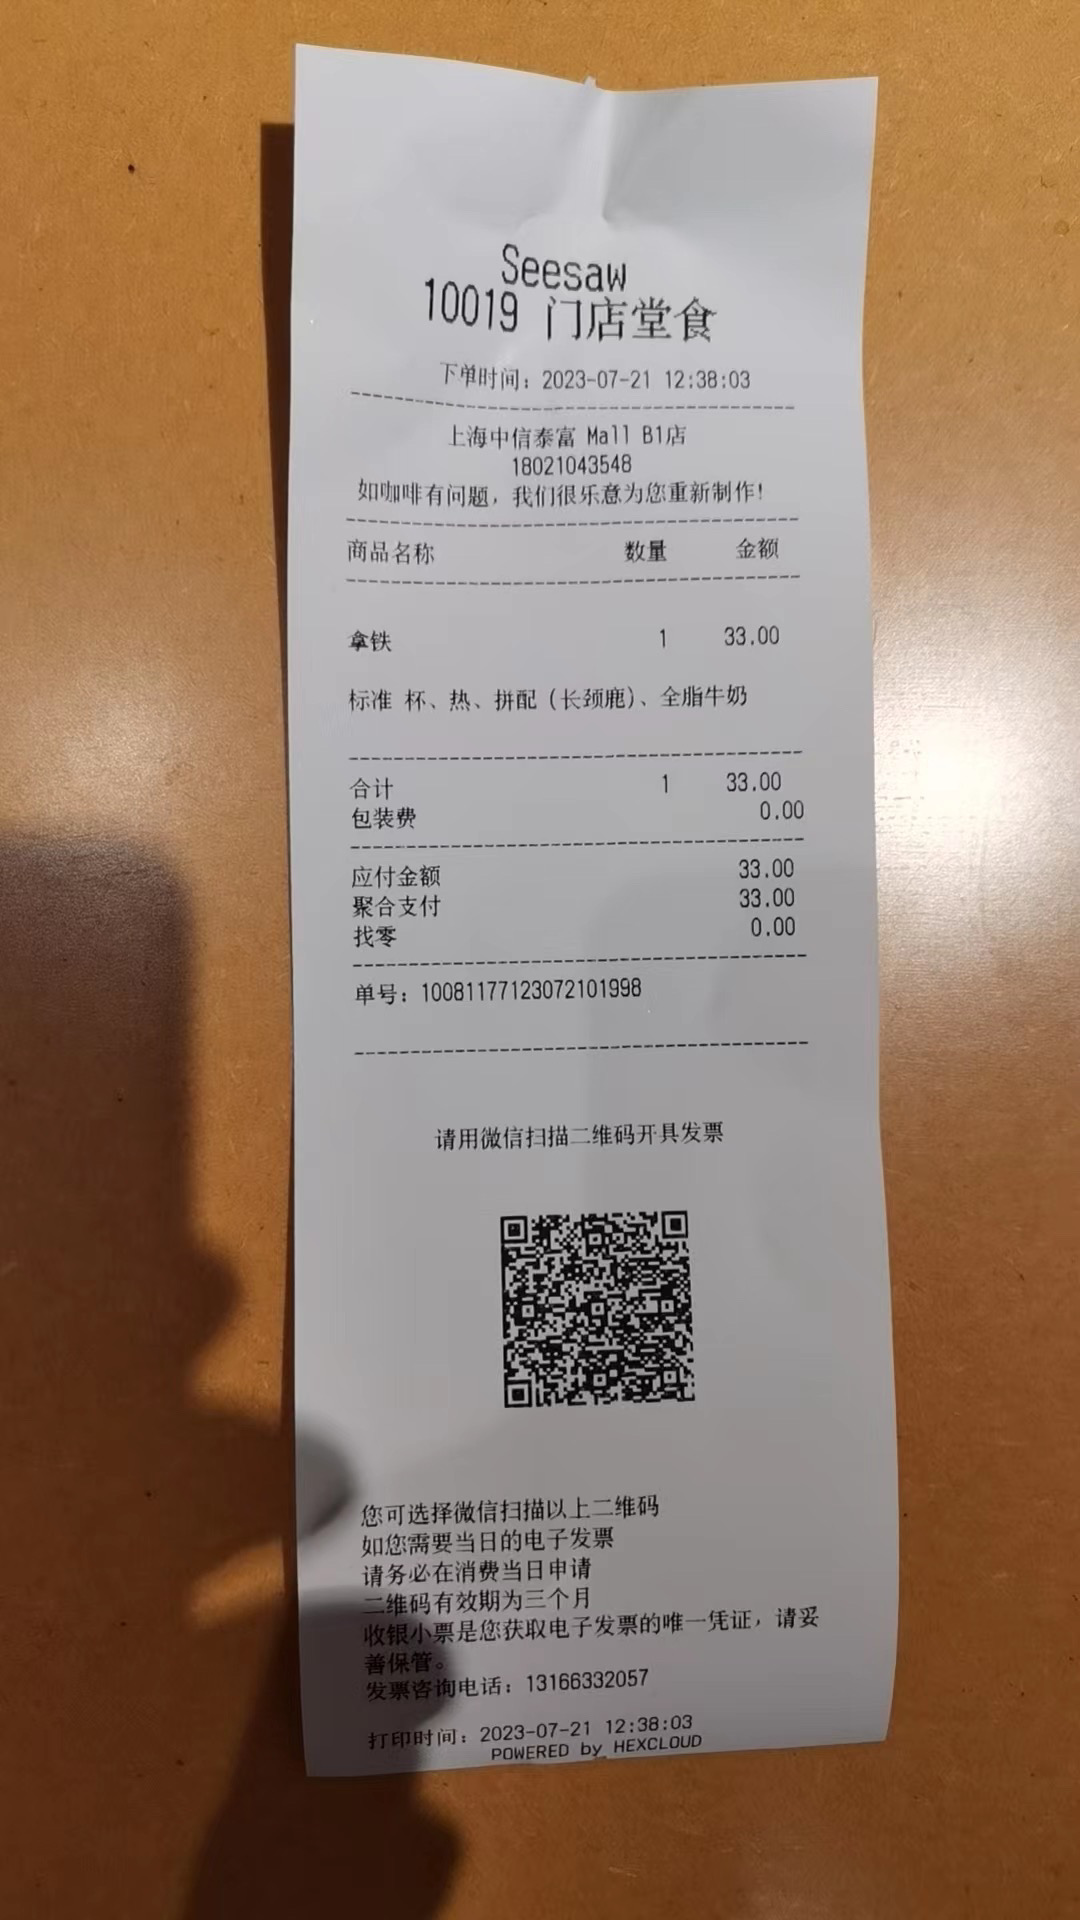 Seesaw
10019 门店堂食
下单时间：2023-07-21 12:38:03
上海中信泰富 Mall B1店
18021043548
如咖啡有问题，我们很乐意为您重新制作！
商品名称 数量 金额
拿铁 1 33.00
标准 杯、热、拼配（长颈鹿）、全脂牛奶
合计 1 33.00
包装费 0.00
应付金额 33.00
聚合支付 33.00
找零 0.00
单号：10081177123072101998
请用微信扫描二维码开具发票
您可选择微信扫描以上二维码
如您需要当日的电子发票
请务必在消费当日申请
二维码有效期为三个月
收银小票是您获取电子发票的唯一凭证，请妥
善保管。
发票咨询电话：13166332057
打印时间：2023-07-21 12:38:03
POWERED by HEXCLOUD